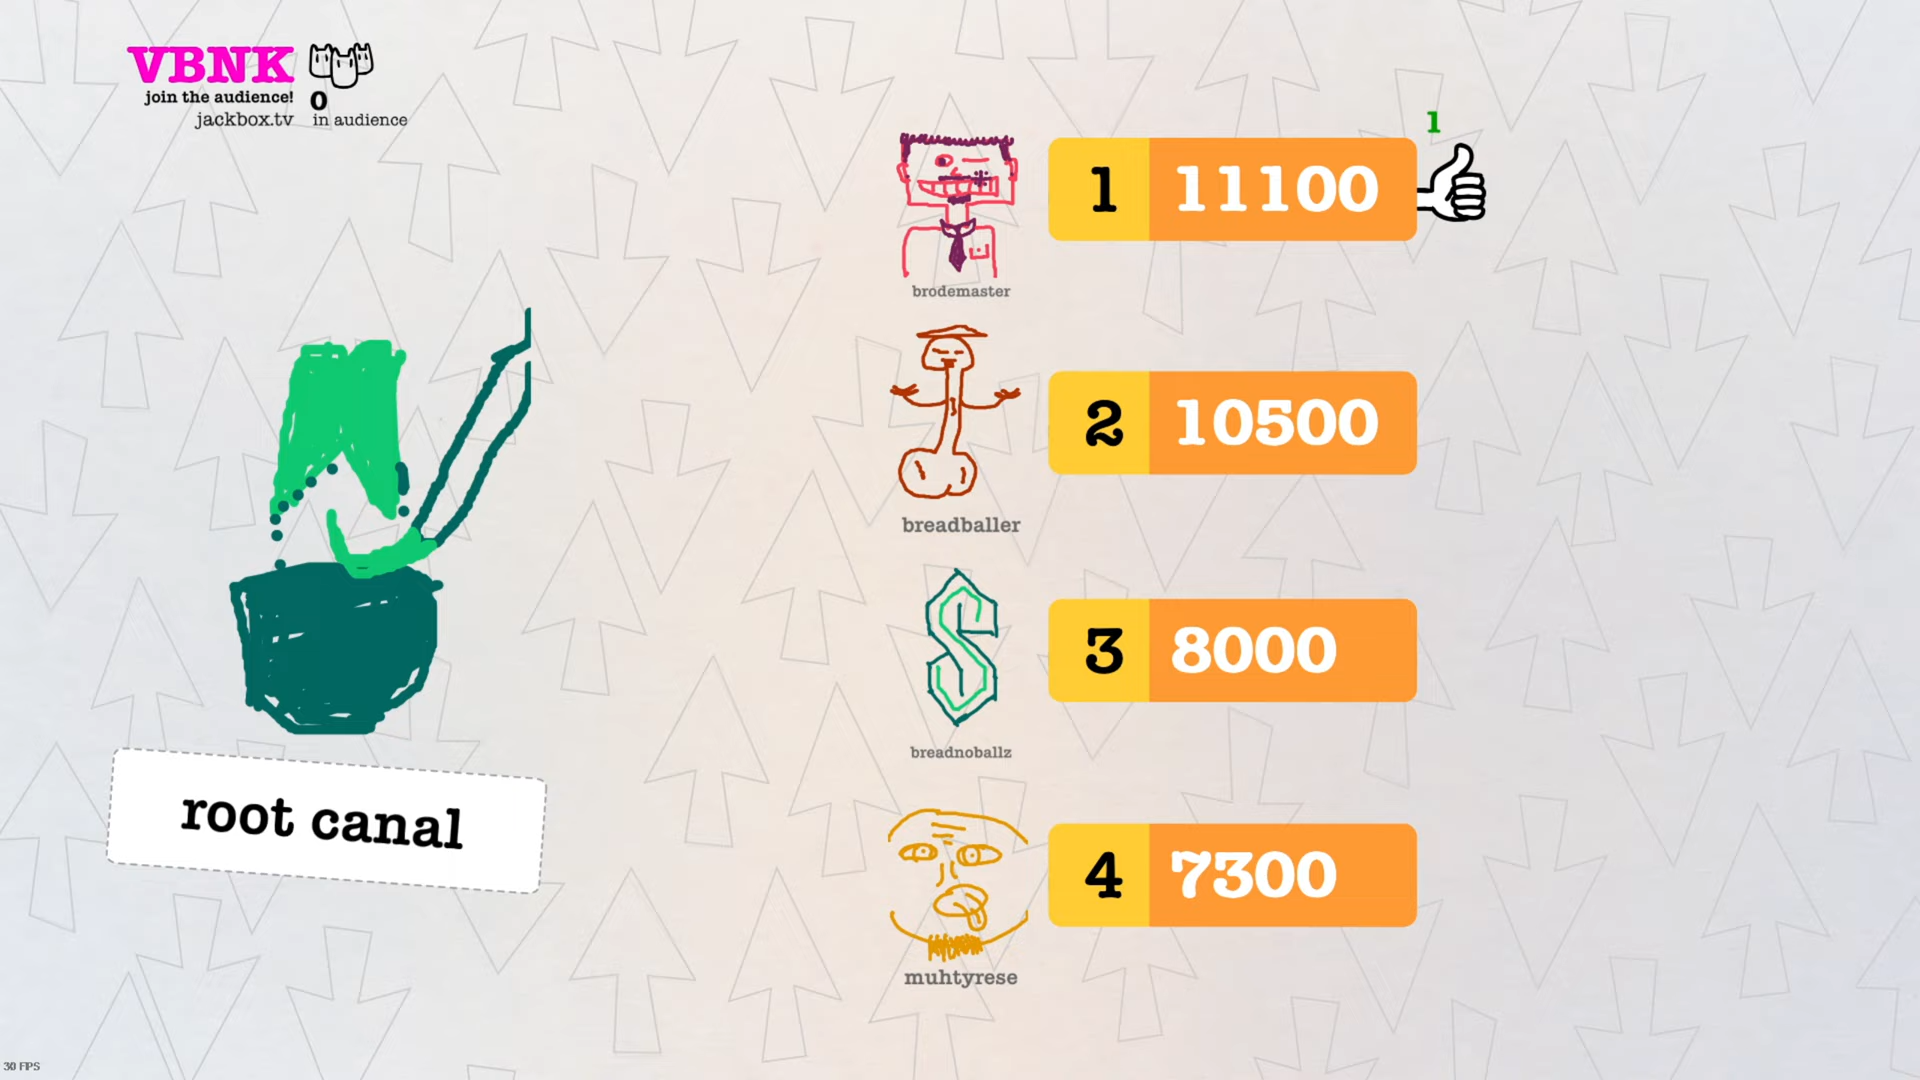 VBNK
join the audience!
jackbox.tv
0
in audience
1
1 11100
brodemaster
2 10500
breadballer
3 8000
breadnoballz
4 7300
muhtyrese
root canal
30 FPS